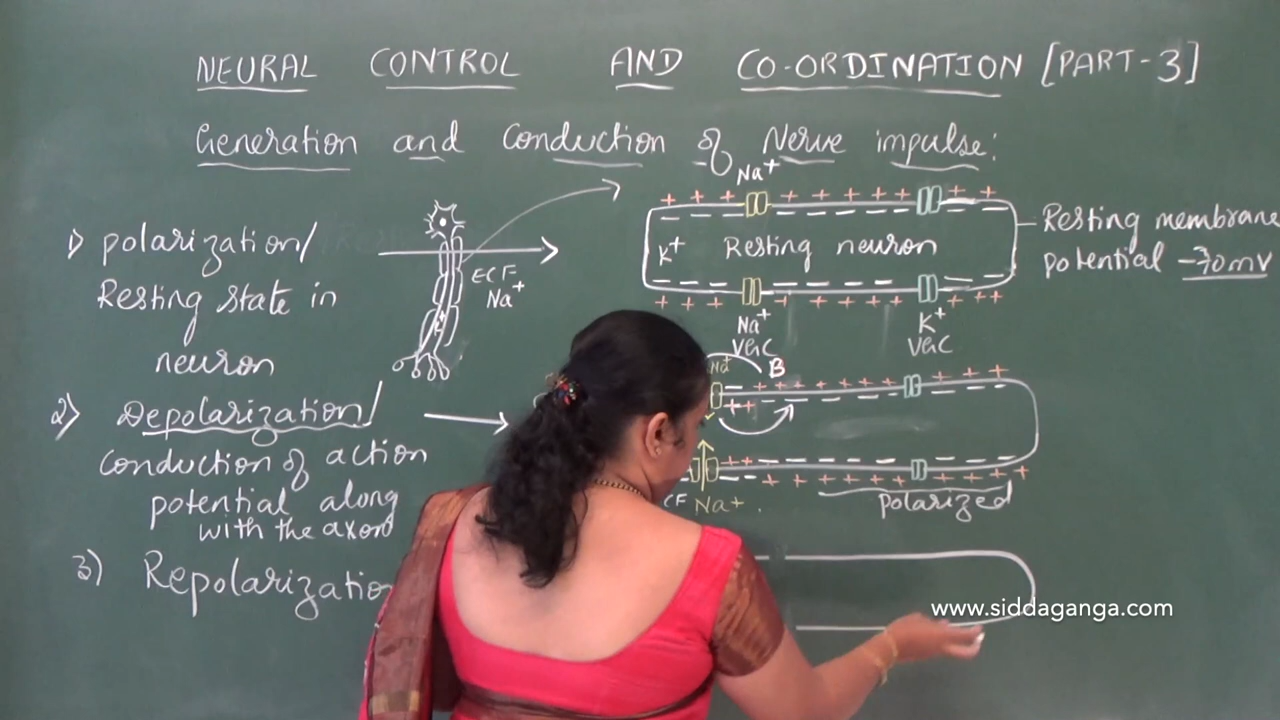 NEURAL CONTROL AND CO-ORDINATION [PART-3]
Generation and Conduction of Nerve impulse:
1) polarization/
Resting state in
neuron
ECF
Na+
Na+
K+ Resting neuron
Resting membrane
potential -70mv
Na+
VGC
K+
VGC
2) Depolarization/
conduction of action
potential along
with the axon
Na+ B
CF Na+.
polarized
3) Repolarization
www.siddaganga.com